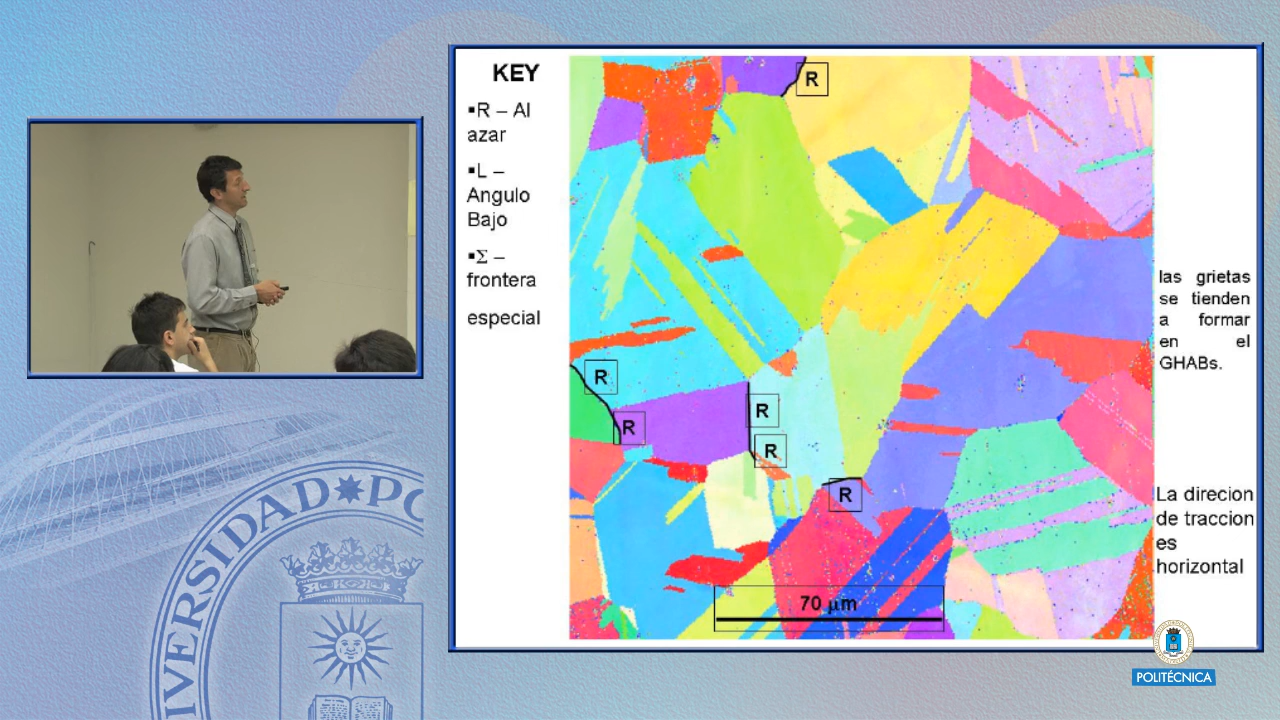 KEY
▪R – Al
azar
▪L –
Angulo
Bajo
▪Σ –
frontera
especial
R
R
R
R
R
R
70 µm
las grietas
se tienden
a formar
en el
GHABs.
La direcion
de traccion
es
horizontal
POLITÉCNICA
VERSIDAD PO